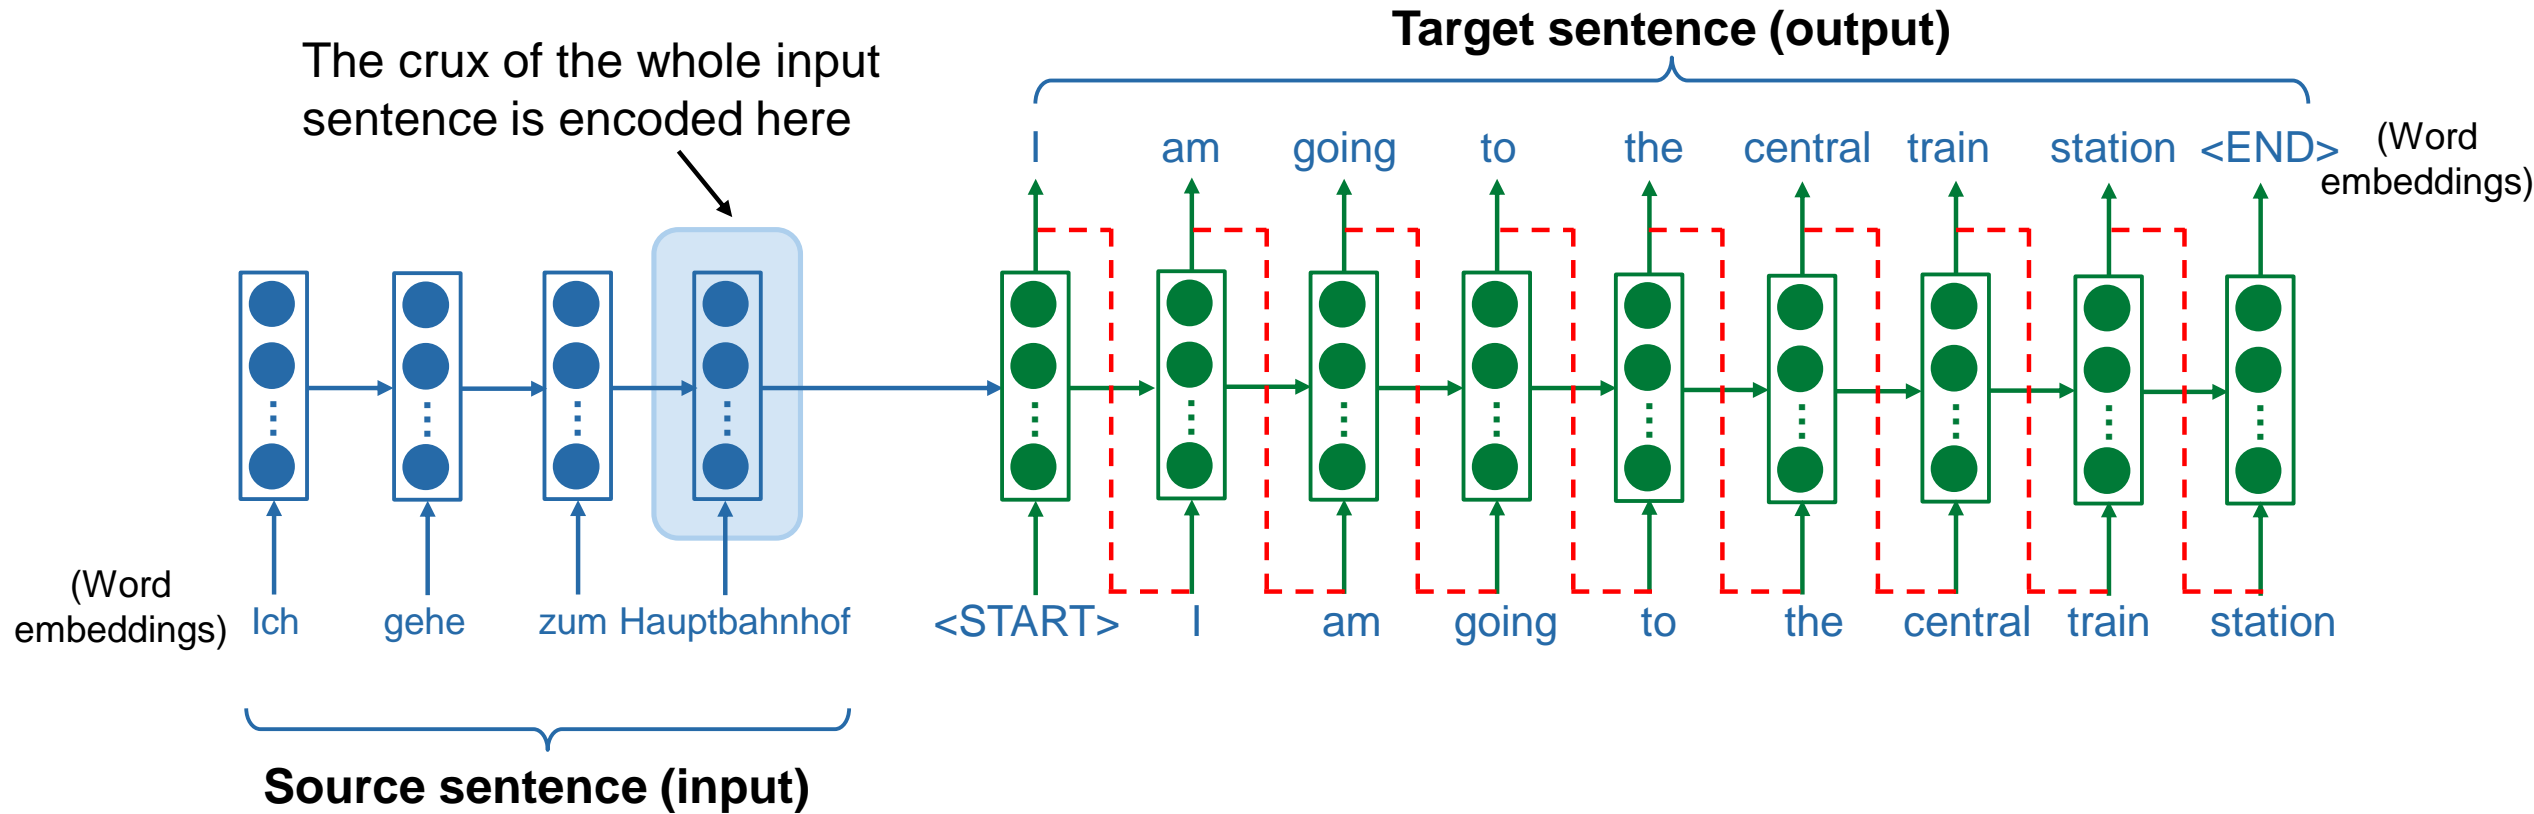 Target sentence (output)
The crux of the whole input
sentence is encoded here
I am going to the central train station <END>
(Word
embeddings)
(Word
embeddings)
Ich gehe zum Hauptbahnhof
<START> I am going to the central train station
Source sentence (input)